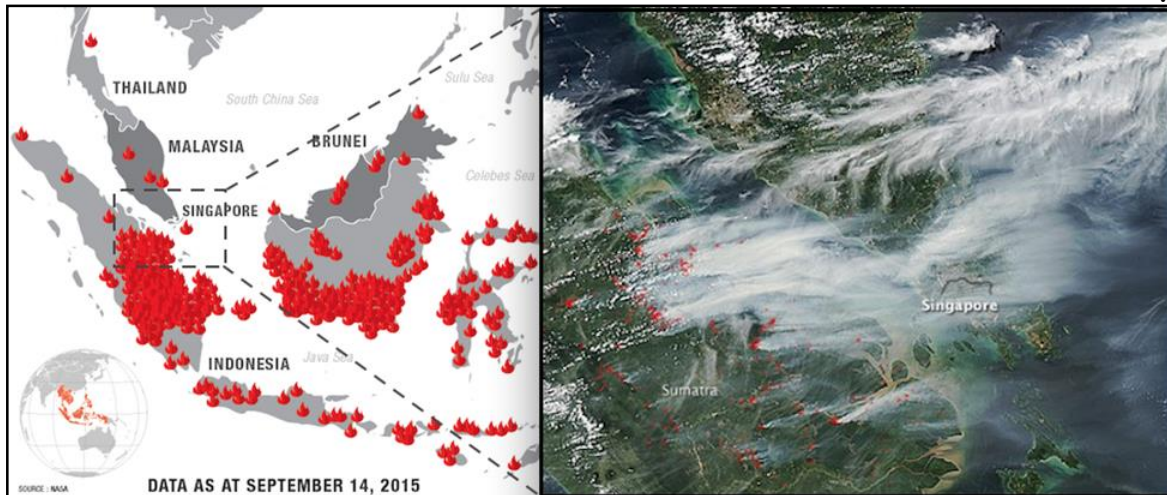 THAILAND
South China Sea
Sulu Sea
MALAYSIA
BRUNEI
Celebes Sea
SINGAPORE
INDONESIA
Java Sea
SOURCE : NASA
DATA AS AT SEPTEMBER 14, 2015
Singapore
Sumatra